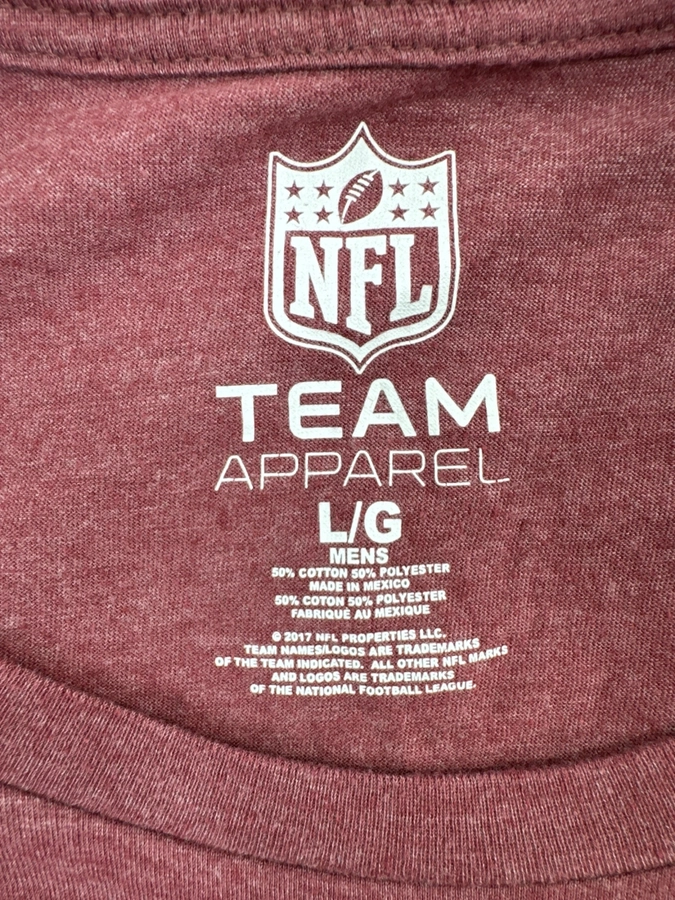 NFL
TEAM
APPAREL
L/G
MENS
50% COTTON 50% POLYESTER
MADE IN MEXICO
50% COTON 50% POLYESTER
FABRIQUÉ AU MEXIQUE
© 2017 NFL PROPERTIES LLC.
TEAM NAMES/LOGOS ARE TRADEMARKS
OF THE TEAM INDICATED. ALL OTHER NFL MARKS
AND LOGOS ARE TRADEMARKS
OF THE NATIONAL FOOTBALL LEAGUE.